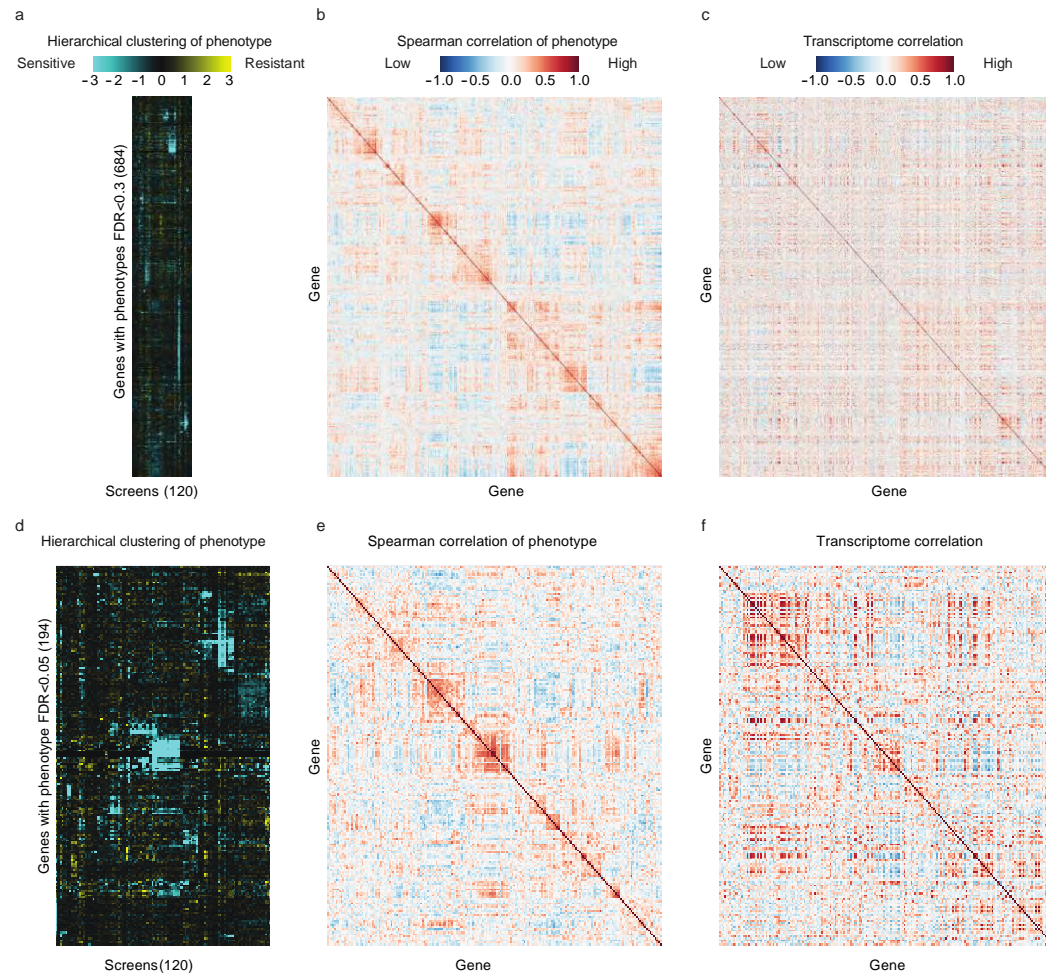 a
b
c
Hierarchical clustering of phenotype
Spearman correlation of phenotype
Transcriptome correlation
Sensitive
Resistant
Low
High
Low
High
−3 −2 −1 0 1 2 3
−1.0 −0.5 0.0 0.5 1.0
−1.0 −0.5 0.0 0.5 1.0
Genes with phenotypes FDR<0.3 (684)
Gene
Gene
Screens (120)
Gene
Gene
d
e
f
Hierarchical clustering of phenotype
Spearman correlation of phenotype
Transcriptome correlation
Genes with phenotype FDR<0.05 (194)
Gene
Gene
Screens(120)
Gene
Gene